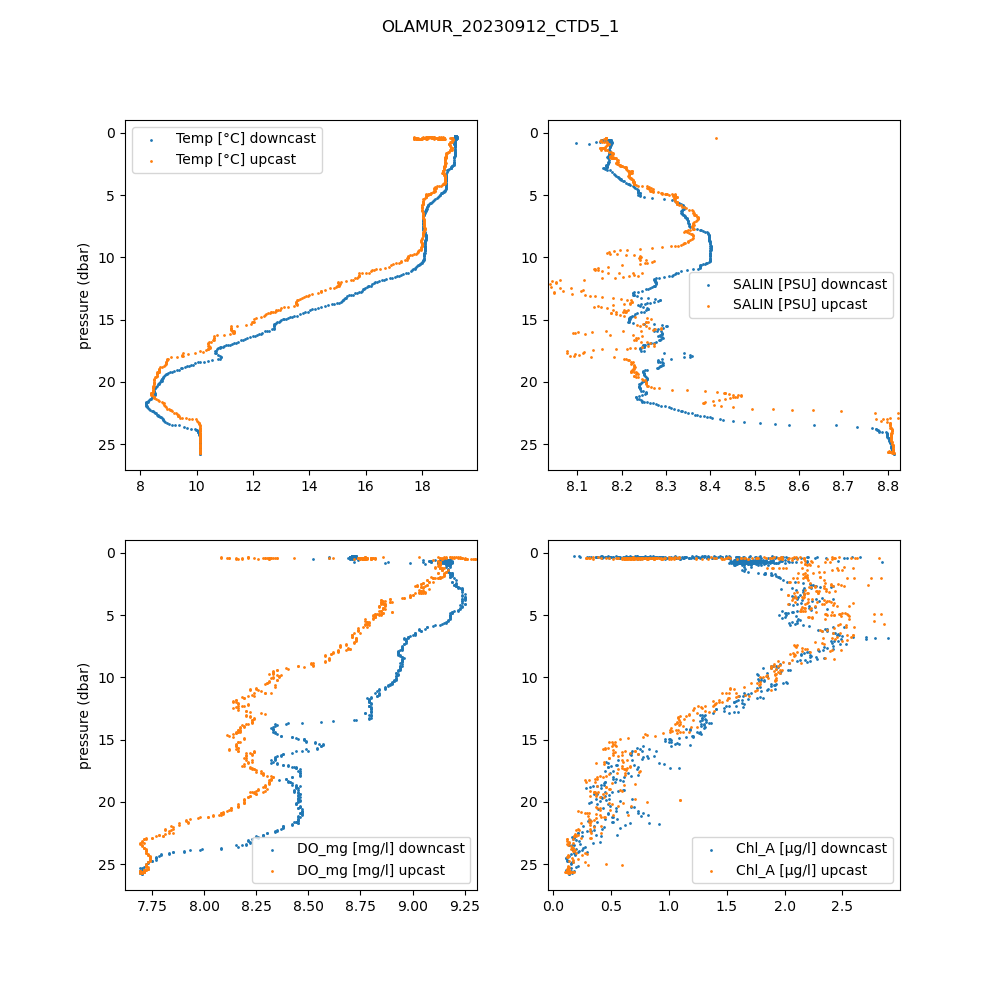 OLAMUR_20230912_CTD5_1
Temp [°C] downcast
Temp [°C] upcast
0
5
10
15
20
25
pressure (dbar)
8 10 12 14 16 18
SALIN [PSU] downcast
SALIN [PSU] upcast
0
5
10
15
20
25
8.1 8.2 8.3 8.4 8.5 8.6 8.7 8.8
DO_mg [mg/l] downcast
DO_mg [mg/l] upcast
0
5
10
15
20
25
pressure (dbar)
7.75 8.00 8.25 8.50 8.75 9.00 9.25
Chl_A [µg/l] downcast
Chl_A [µg/l] upcast
0
5
10
15
20
25
0.0 0.5 1.0 1.5 2.0 2.5